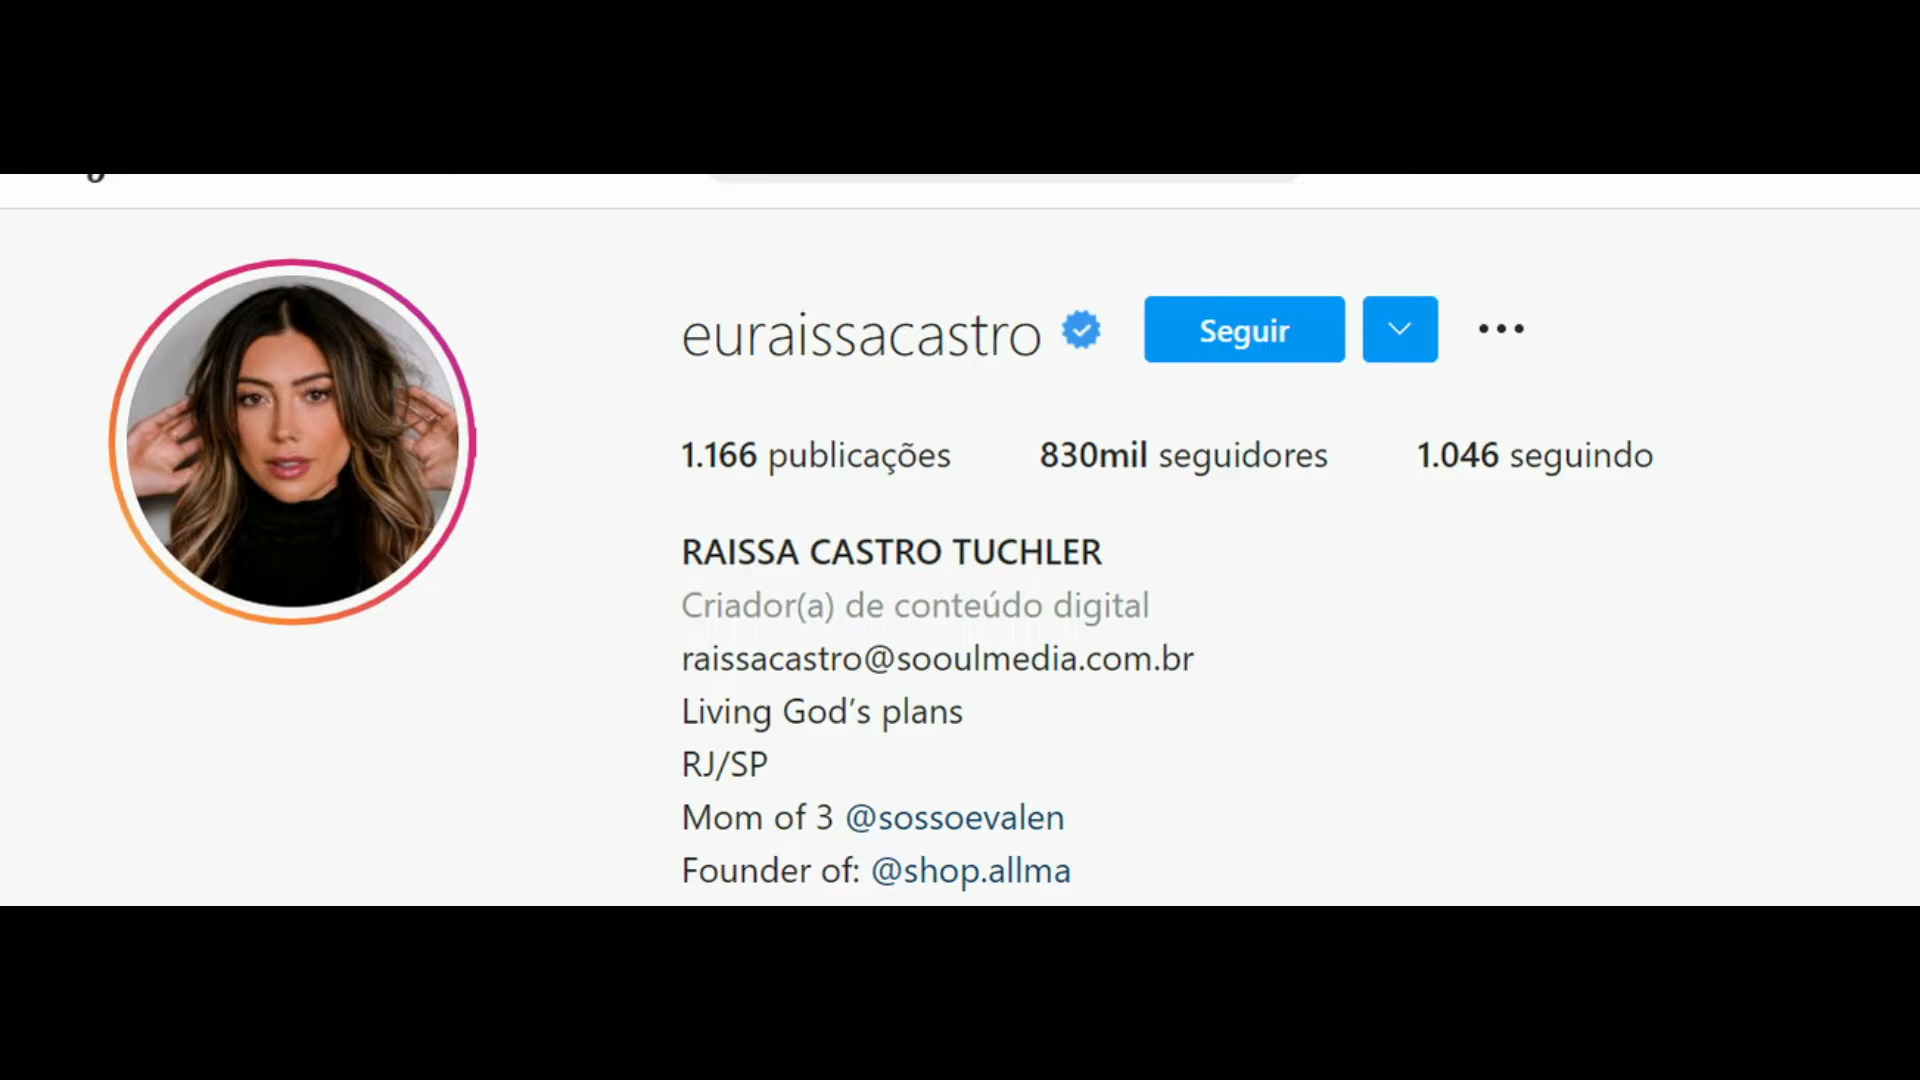 euraissacastro Seguir
1.166 publicações 830mil seguidores 1.046 seguindo
RAISSA CASTRO TUCHLER
Criador(a) de conteúdo digital
raissacastro@sooulmedia.com.br
Living God’s plans
RJ/SP
Mom of 3 @sossoevalen
Founder of: @shop.allma